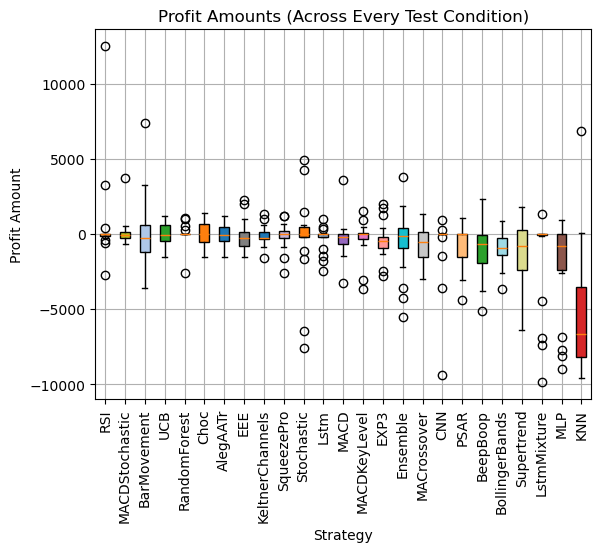 Profit Amounts (Across Every Test Condition)
Profit Amount
10000
5000
0
−5000
−10000
RSI
MACDStochastic
BarMovement
UCB
RandomForest
Choc
AlegAATr
EEE
KeltnerChannels
SqueezePro
Stochastic
Lstm
MACD
MACDKeyLevel
EXP3
Ensemble
MACrossover
CNN
PSAR
BeepBoop
BollingerBands
Supertrend
LstmMixture
MLP
KNN
Strategy